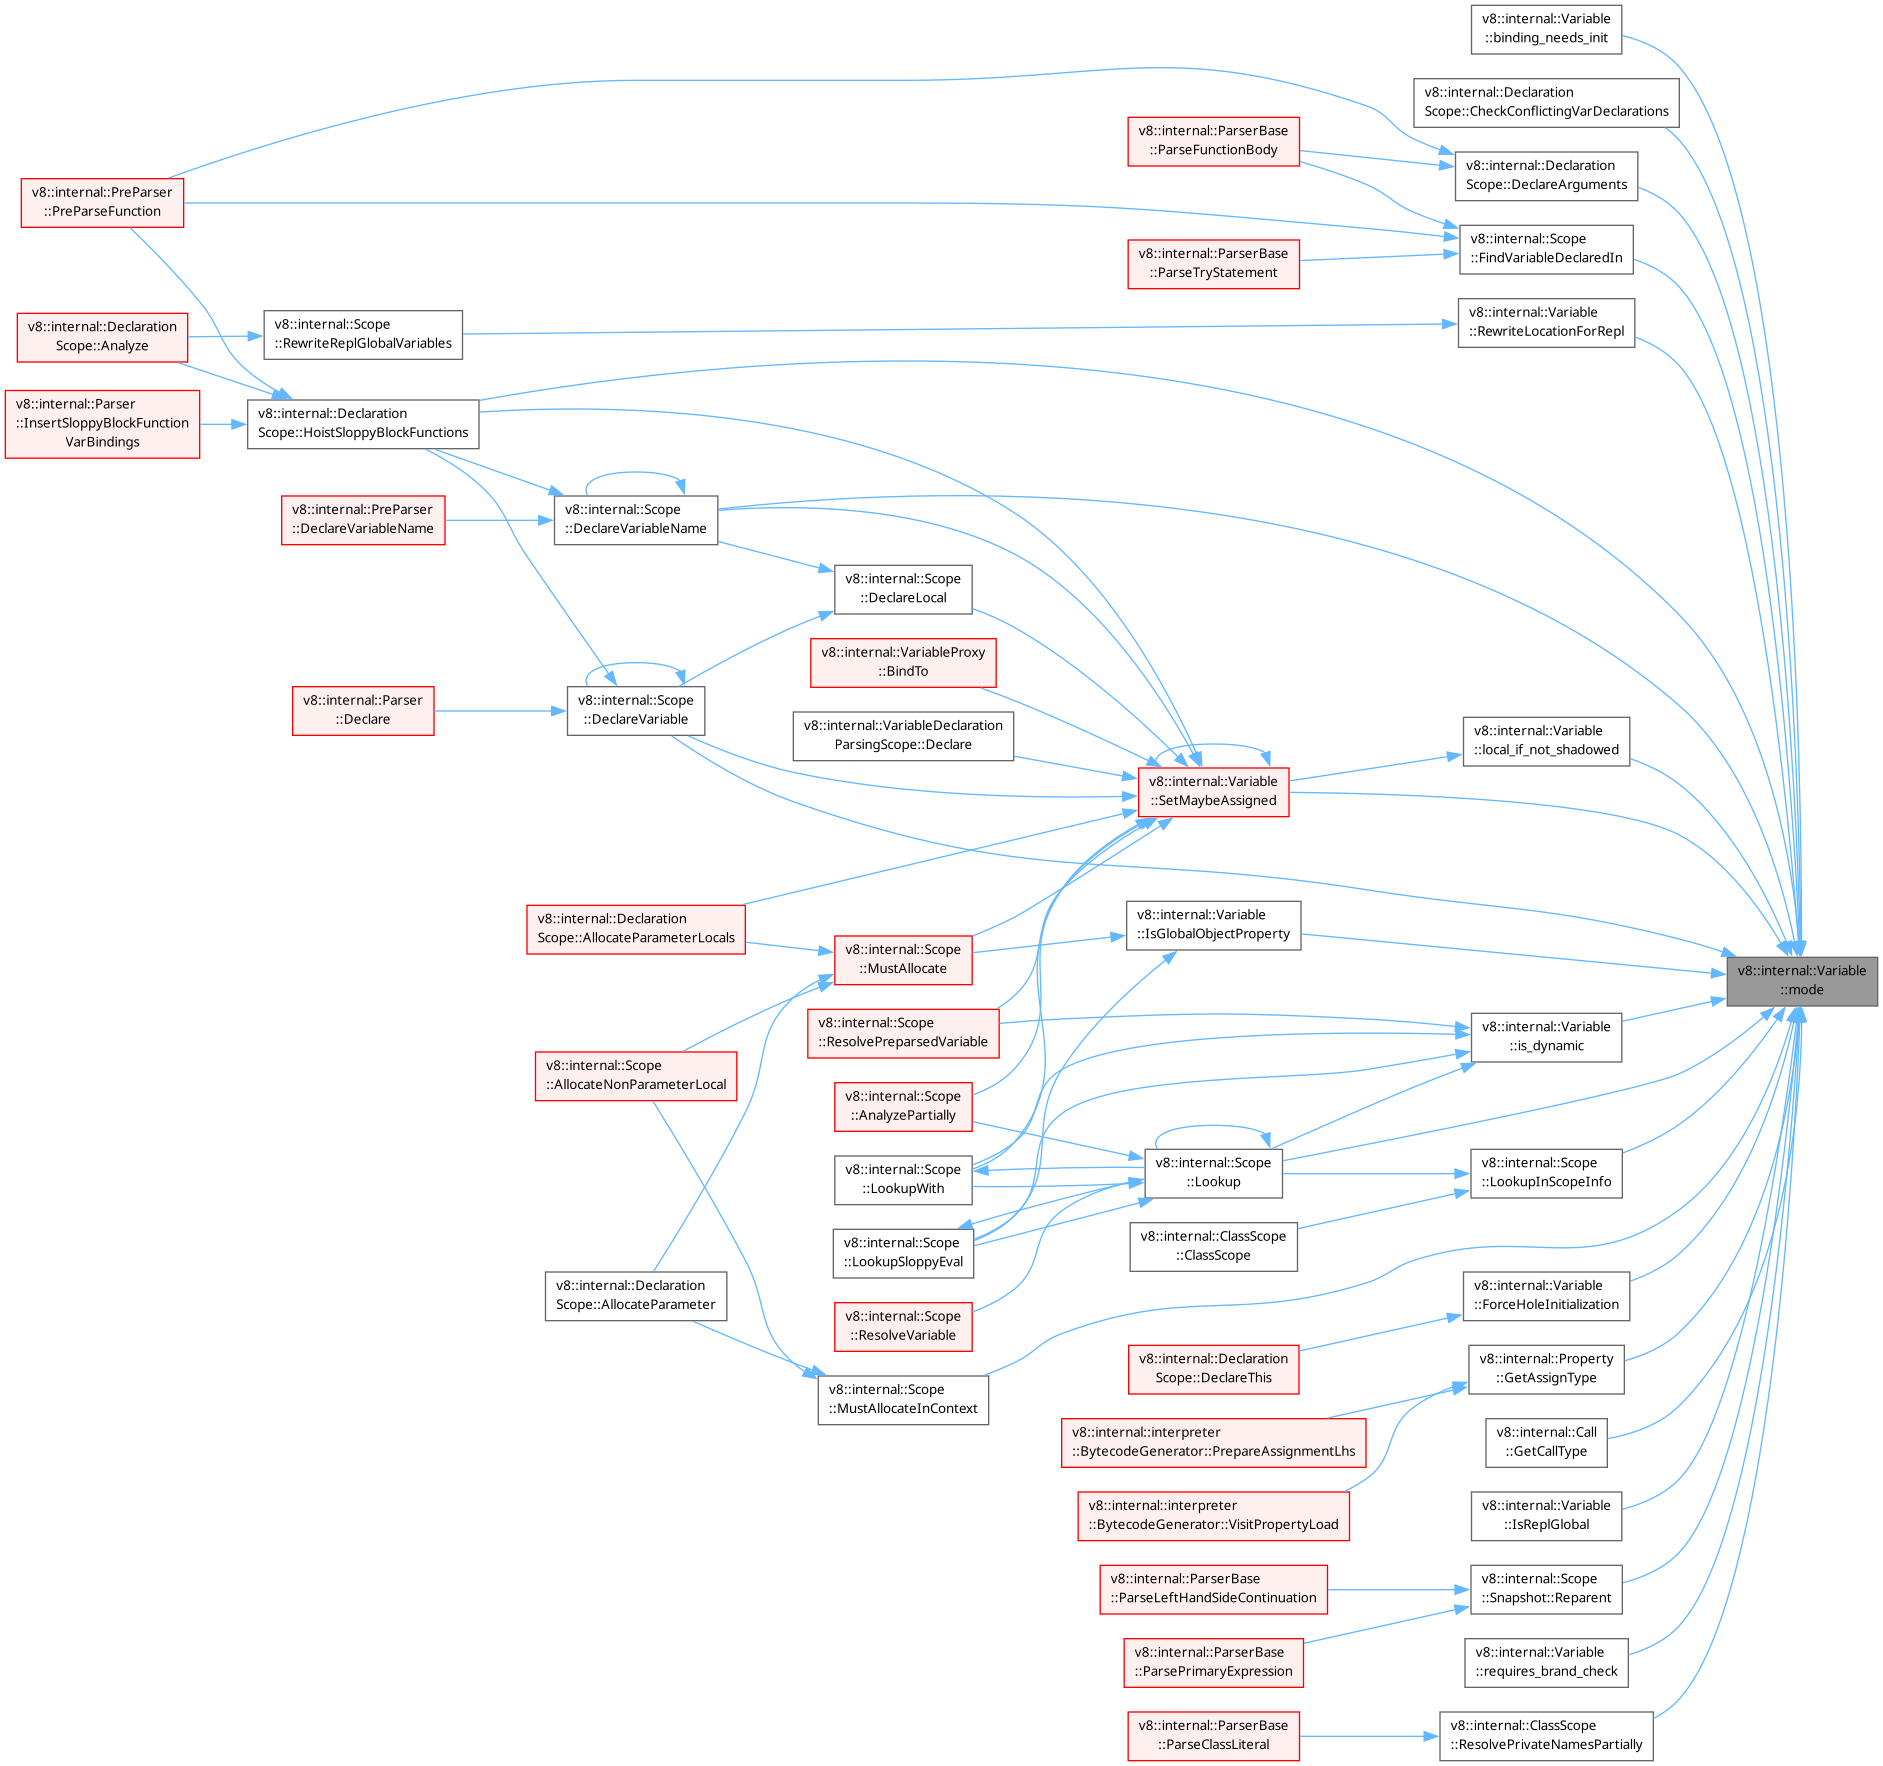 v8::internal::Variable
::binding_needs_init
v8::internal::Declaration
Scope::CheckConflictingVarDeclarations
v8::internal::ParserBase
::ParseFunctionBody
v8::internal::Declaration
Scope::DeclareArguments
v8::internal::PreParser
::PreParseFunction
v8::internal::Scope
::FindVariableDeclaredIn
v8::internal::ParserBase
::ParseTryStatement
v8::internal::Variable
::RewriteLocationForRepl
v8::internal::Declaration
Scope::Analyze
v8::internal::Scope
::RewriteReplGlobalVariables
v8::internal::Parser
::InsertSloppyBlockFunction
VarBindings
v8::internal::Declaration
Scope::HoistSloppyBlockFunctions
v8::internal::PreParser
::DeclareVariableName
v8::internal::Scope
::DeclareVariableName
v8::internal::Scope
::DeclareLocal
v8::internal::VariableProxy
::BindTo
v8::internal::Parser
::Declare
v8::internal::Scope
::DeclareVariable
v8::internal::VariableDeclaration
ParsingScope::Declare
v8::internal::Variable
::local_if_not_shadowed
v8::internal::Variable
::SetMaybeAssigned
v8::internal::Declaration
Scope::AllocateParameterLocals
v8::internal::Scope
::MustAllocate
v8::internal::Variable
::IsGlobalObjectProperty
v8::internal::Variable
::mode
v8::internal::Scope
::ResolvePreparsedVariable
v8::internal::Variable
::is_dynamic
v8::internal::Scope
::AllocateNonParameterLocal
v8::internal::Scope
::AnalyzePartially
v8::internal::Scope
::LookupWith
v8::internal::Scope
::Lookup
v8::internal::Scope
::LookupInScopeInfo
v8::internal::Scope
::LookupSloppyEval
v8::internal::ClassScope
::ClassScope
v8::internal::Declaration
Scope::AllocateParameter
v8::internal::Variable
::ForceHoleInitialization
v8::internal::Scope
::ResolveVariable
v8::internal::Declaration
Scope::DeclareThis
v8::internal::Property
::GetAssignType
v8::internal::Scope
::MustAllocateInContext
v8::internal::interpreter
::BytecodeGenerator::PrepareAssignmentLhs
v8::internal::Call
::GetCallType
v8::internal::interpreter
::BytecodeGenerator::VisitPropertyLoad
v8::internal::Variable
::IsReplGlobal
v8::internal::ParserBase
::ParseLeftHandSideContinuation
v8::internal::Scope
::Snapshot::Reparent
v8::internal::ParserBase
::ParsePrimaryExpression
v8::internal::Variable
::requires_brand_check
v8::internal::ParserBase
::ParseClassLiteral
v8::internal::ClassScope
::ResolvePrivateNamesPartially